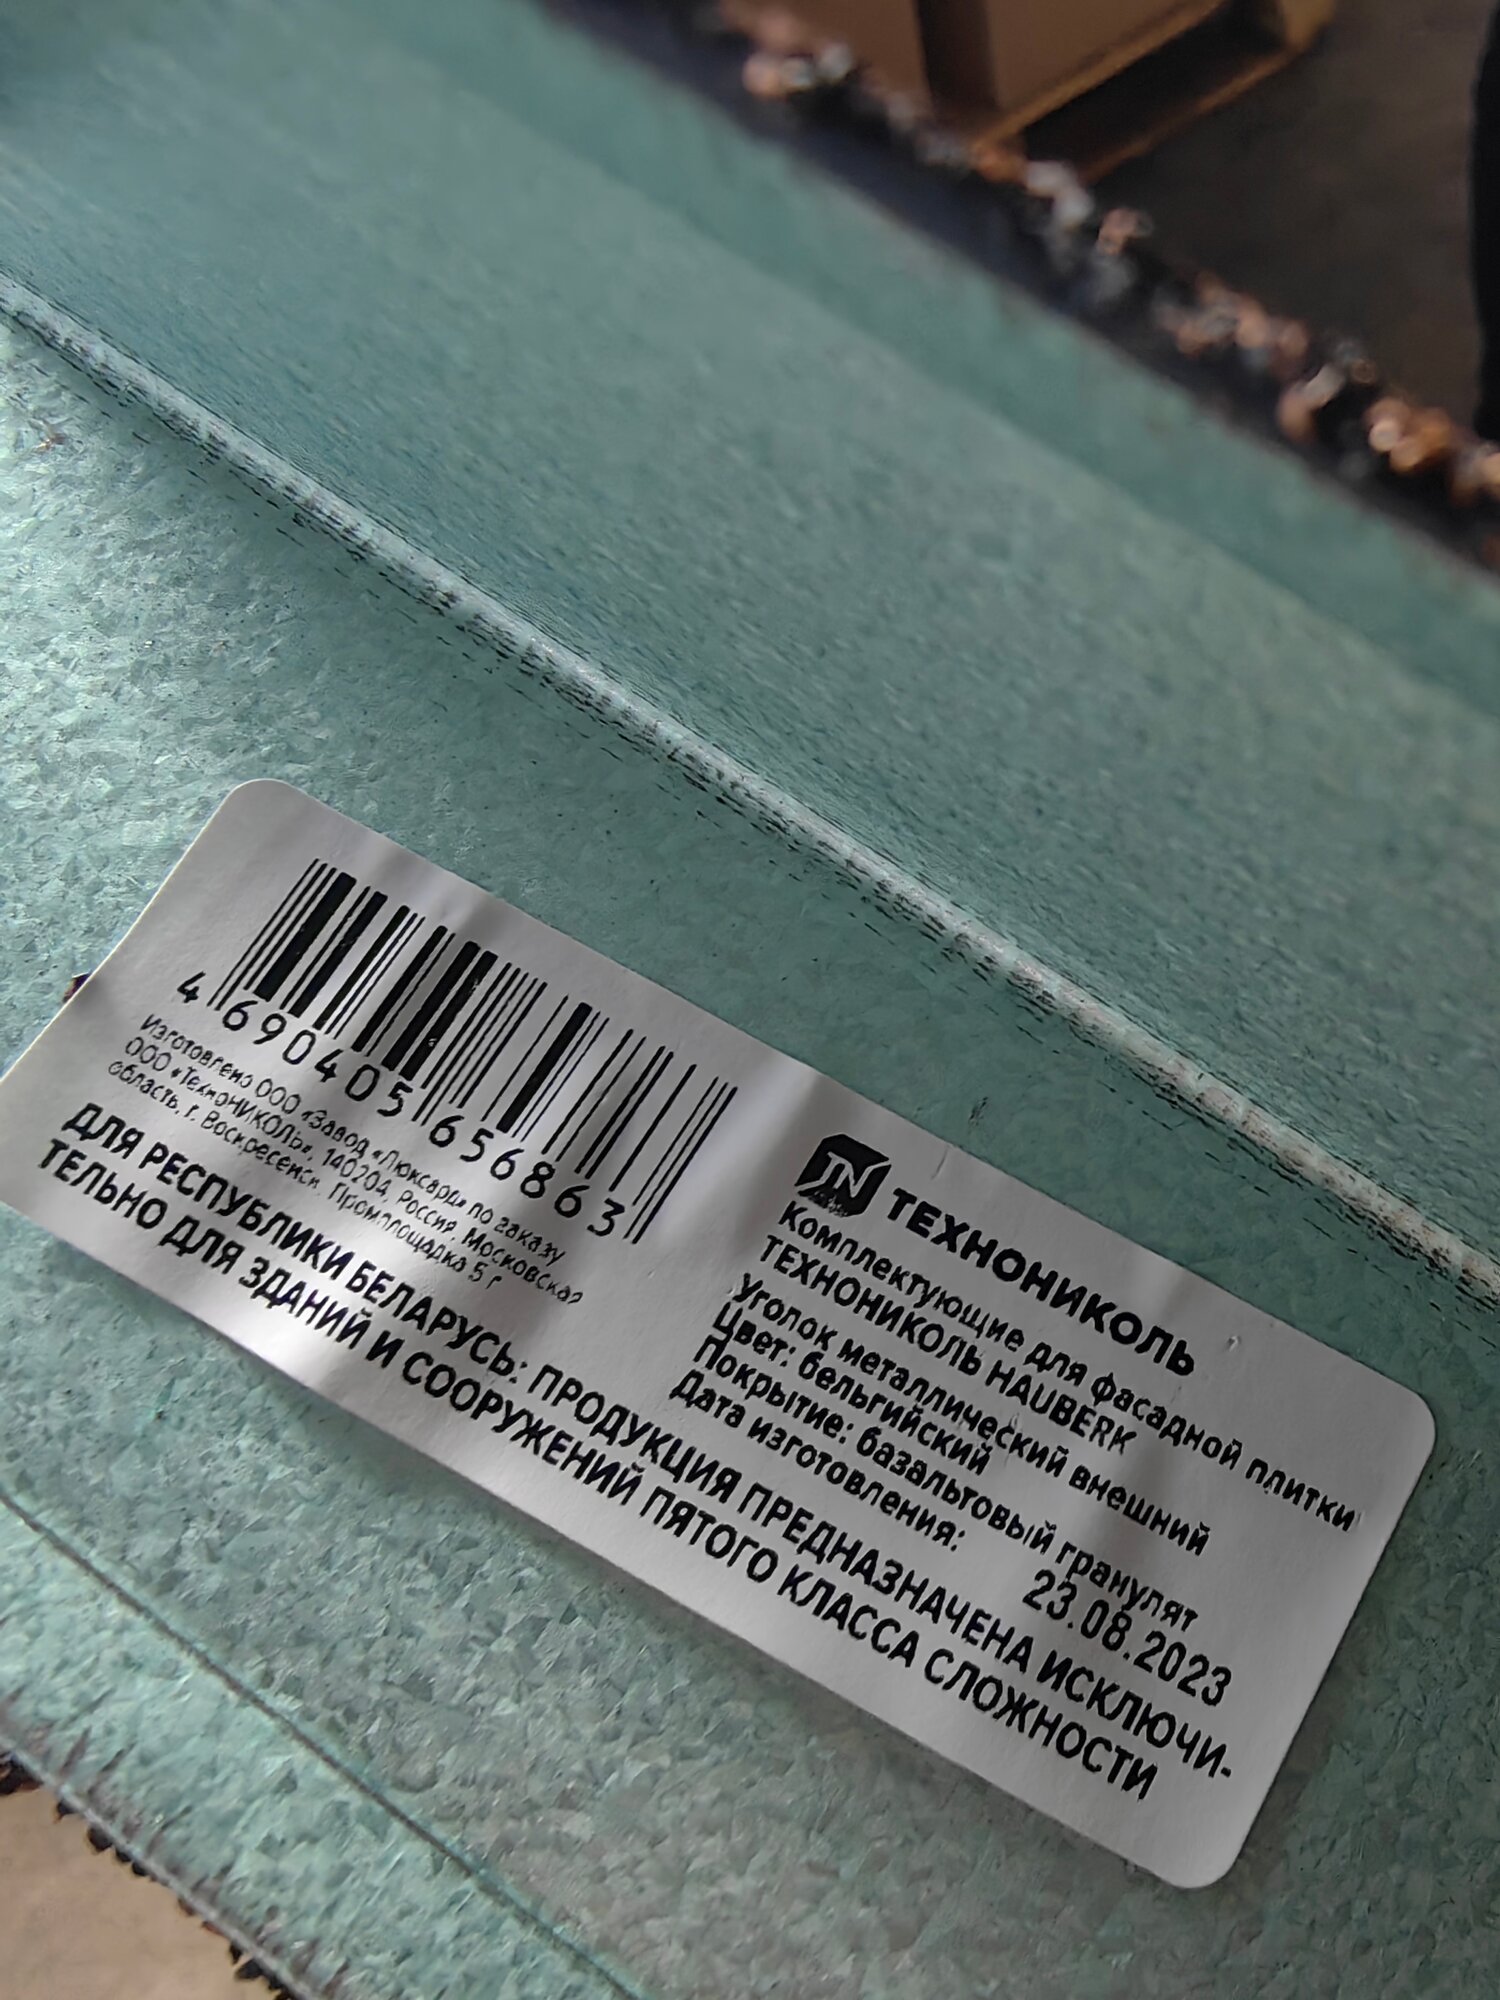 4 690405 656863
Изготовлено ООО «Завод «Люксард» по заказу
ООО «ТехноНИКОЛЬ», 140204, Россия, Московская
область, г. Воскресенск, Промплощадка 5 г
TN ТЕХНОНИКОЛЬ
Комплектующие для фасадной плитки
ТЕХНОНИКОЛЬ HAUBERK
Уголок металлический внешний
Цвет: бельгийский
Покрытие: базальтовый гранулят
Дата изготовления: 23.08.2023
ДЛЯ РЕСПУБЛИКИ БЕЛАРУСЬ: ПРОДУКЦИЯ ПРЕДНАЗНАЧЕНА ИСКЛЮЧИ-
ТЕЛЬНО ДЛЯ ЗДАНИЙ И СООРУЖЕНИЙ ПЯТОГО КЛАССА СЛОЖНОСТИ